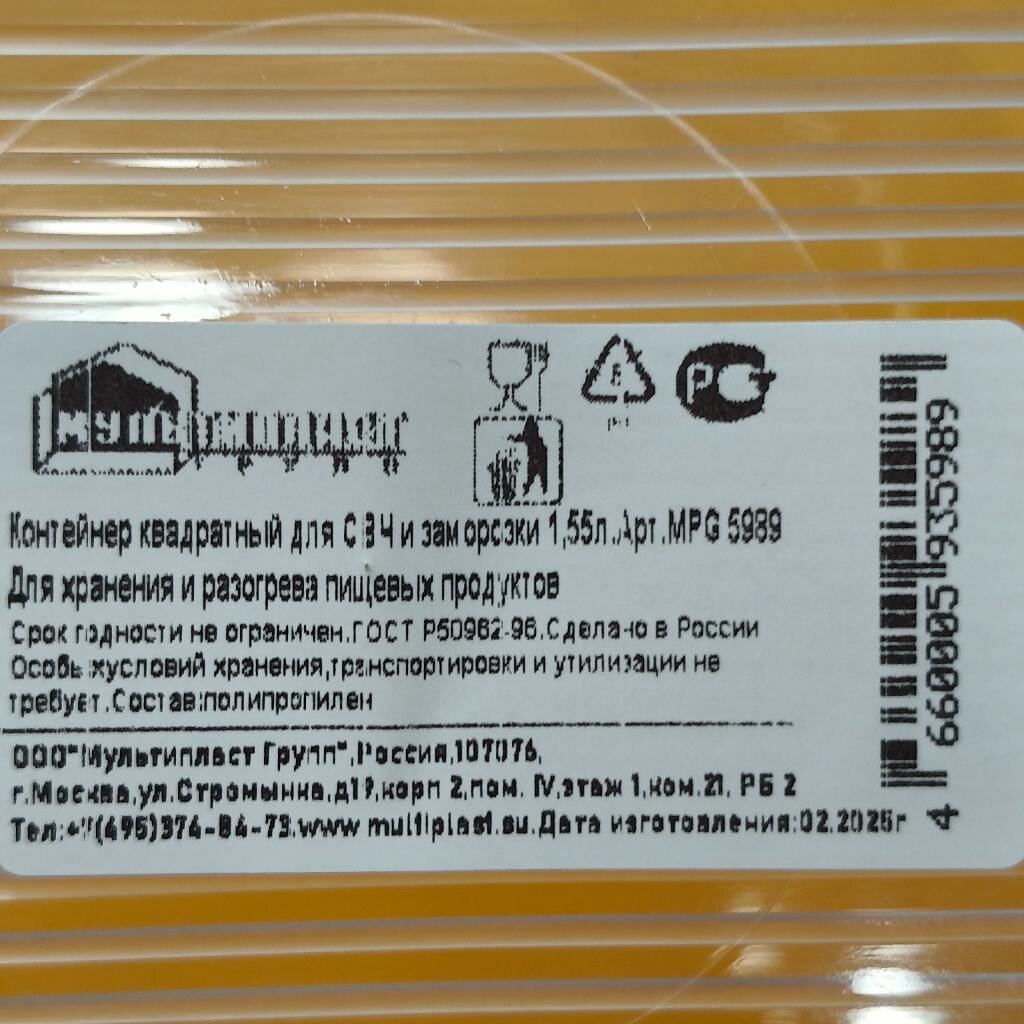 Мультипласт
РС
Контейнер квадратный для СВЧ и заморозки 1,55л.Арт.MPG 5989
Для хранения и разогрева пищевых продуктов
Срок годности не ограничен.ГОСТ Р50962-96.Сделано в России
Особых условий хранения,транспортировки и утилизации не
требует.Состав:полипропилен
ООО"Мультипласт Групп",Россия,107076,
г.Москва,ул.Стромынка,д19,корп 2,пом. IV,этаж 1,ком.21, РБ 2
Тел:+7(495)374-84-73.www multiplast.su.Дата изготовления:02.2025г
4 660005 935989